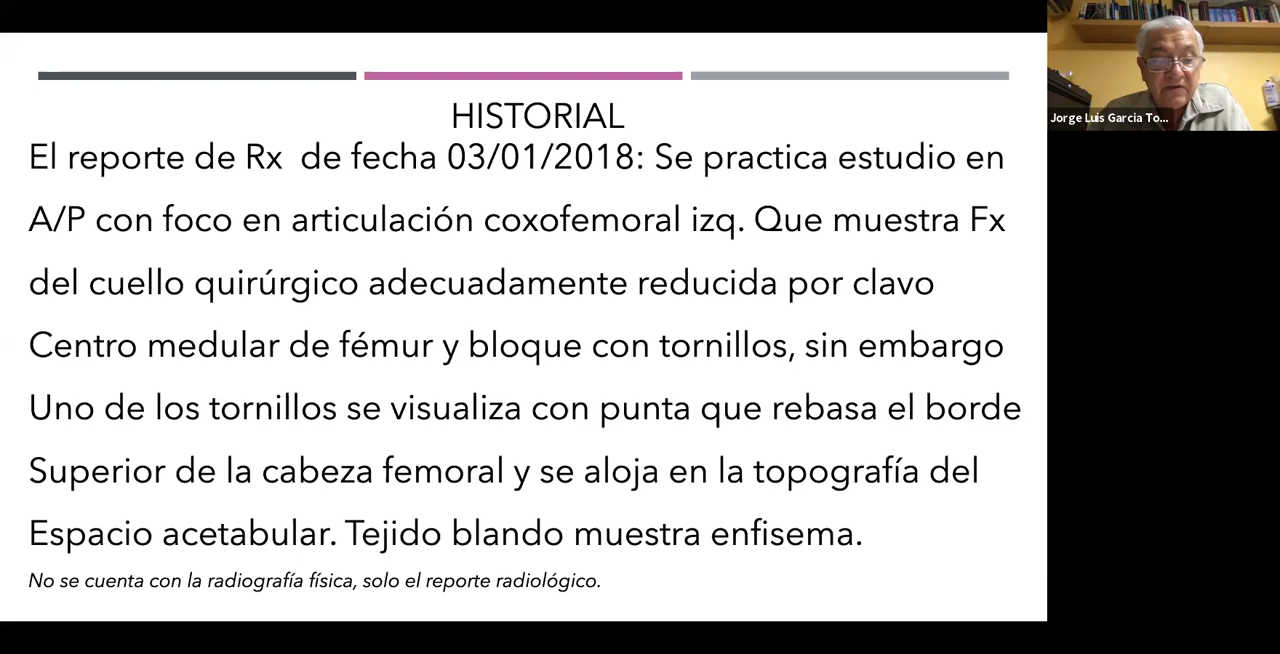 HISTORIAL
El reporte de Rx  de fecha 03/01/2018: Se practica estudio en
A/P con foco en articulación coxofemoral izq. Que muestra Fx
del cuello quirúrgico adecuadamente reducida por clavo
Centro medular de fémur y bloque con tornillos, sin embargo
Uno de los tornillos se visualiza con punta que rebasa el borde
Superior de la cabeza femoral y se aloja en la topografía del
Espacio acetabular. Tejido blando muestra enfisema.
No se cuenta con la radiografía física, solo el reporte radiológico.
Jorge Luis Garcia To...